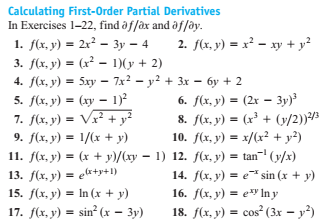 Calculating First-Order Partial Derivatives
In Exercises 1–22, find ∂f/∂x and ∂f/∂y.
1. f(x, y) = 2x² − 3y − 4 2. f(x, y) = x² − xy + y²
3. f(x, y) = (x² − 1)(y + 2)
4. f(x, y) = 5xy − 7x² − y² + 3x − 6y + 2
5. f(x, y) = (xy − 1)² 6. f(x, y) = (2x − 3y)³
7. f(x, y) = √(x² + y²) 8. f(x, y) = (x³ + (y/2))^(2/3)
9. f(x, y) = 1/(x + y) 10. f(x, y) = x/(x² + y²)
11. f(x, y) = (x + y)/(xy − 1) 12. f(x, y) = tan⁻¹ (y/x)
13. f(x, y) = e^(x+y+1) 14. f(x, y) = e⁻ˣ sin (x + y)
15. f(x, y) = ln (x + y) 16. f(x, y) = e^(xy) ln y
17. f(x, y) = sin² (x − 3y) 18. f(x, y) = cos² (3x − y²)